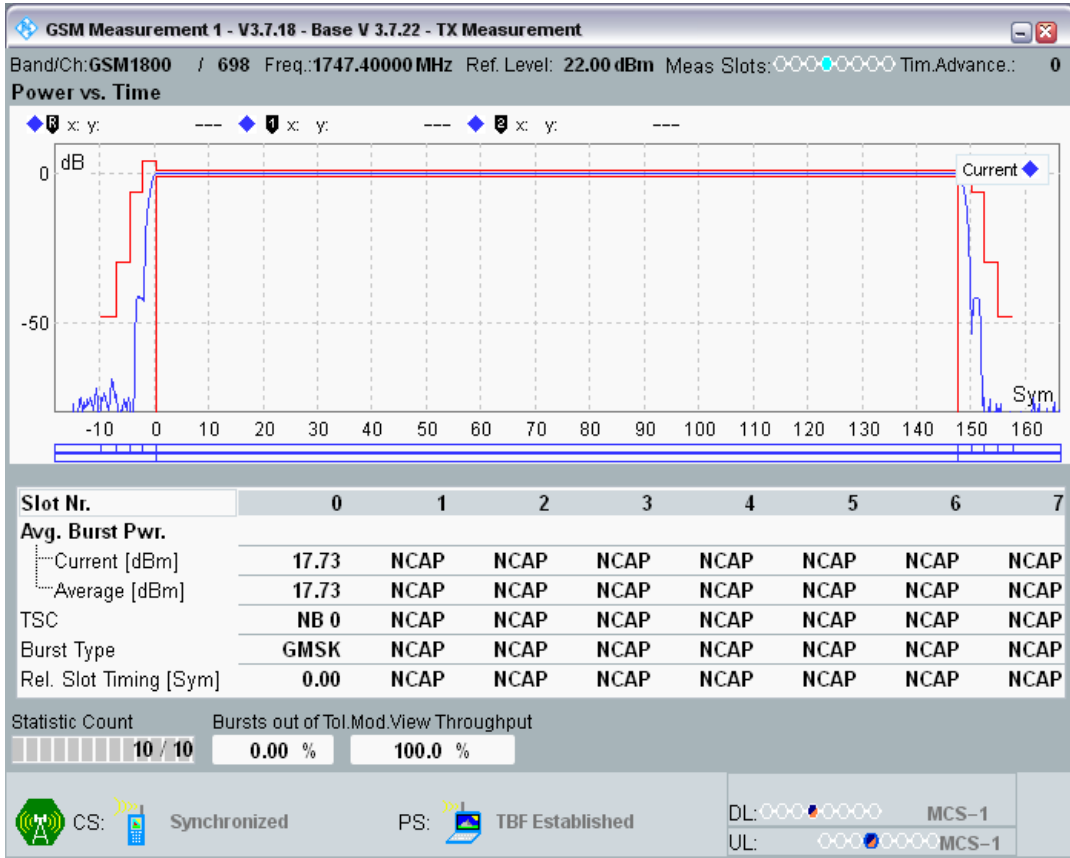 GSM Measurement 1 - V3.7.18 - Base V 3.7.22 - TX Measurement
Band/Ch:GSM1800 / 698 Freq.:1747.40000 MHz Ref. Level: 22.00 dBm Meas Slots: Tim.Advance.: 0
Power vs. Time
R x: y: --- 1 x: y: --- 2 x: y: ---
dB
0
Current
-50
Sym
-10 0 10 20 30 40 50 60 70 80 90 100 110 120 130 140 150 160
Slot Nr. 0 1 2 3 4 5 6 7
Avg. Burst Pwr.
Current [dBm] 17.73 NCAP NCAP NCAP NCAP NCAP NCAP NCAP
Average [dBm] 17.73 NCAP NCAP NCAP NCAP NCAP NCAP NCAP
TSC NB 0 NCAP NCAP NCAP NCAP NCAP NCAP NCAP
Burst Type GMSK NCAP NCAP NCAP NCAP NCAP NCAP NCAP
Rel. Slot Timing [Sym] 0.00 NCAP NCAP NCAP NCAP NCAP NCAP NCAP
Statistic Count Bursts out of Tol.Mod.View Throughput
10 / 10 0.00 % 100.0 %
CS: Synchronized PS: TBF Established DL: MCS-1
UL: MCS-1